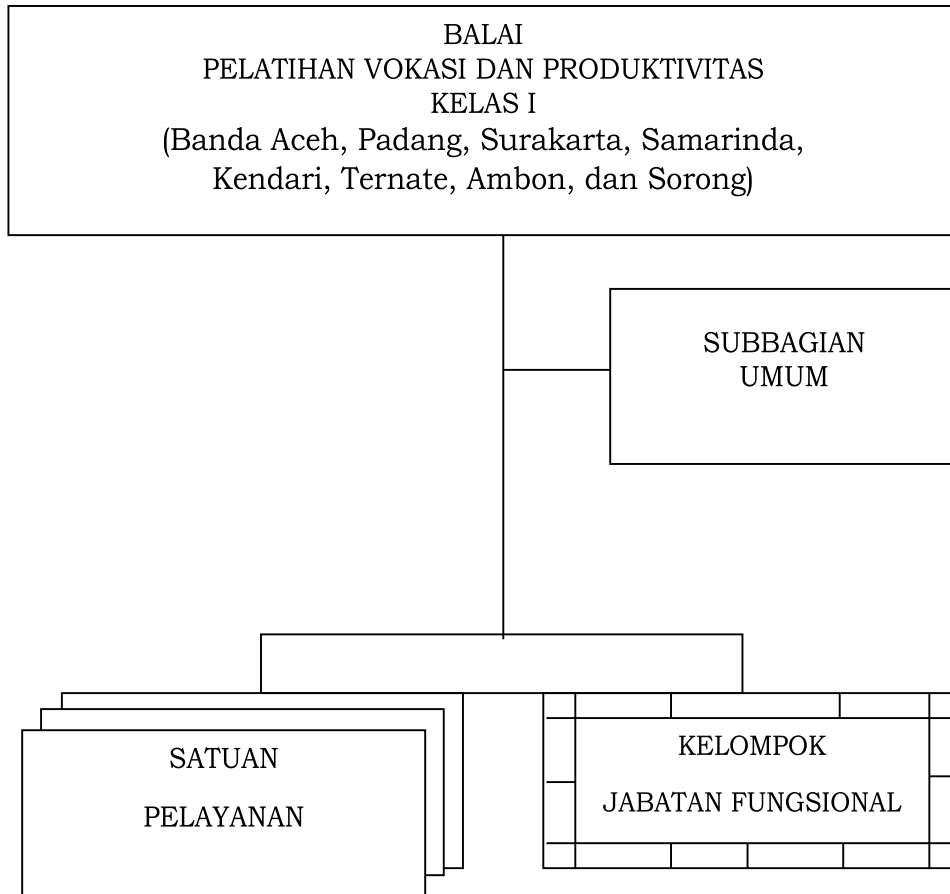 BALAI
PELATIHAN VOKASI DAN PRODUKTIVITAS
KELAS I
(Banda Aceh, Padang, Surakarta, Samarinda,
Kendari, Ternate, Ambon, dan Sorong)
SUBBAGIAN
UMUM
SATUAN
PELAYANAN
KELOMPOK
JABATAN FUNGSIONAL